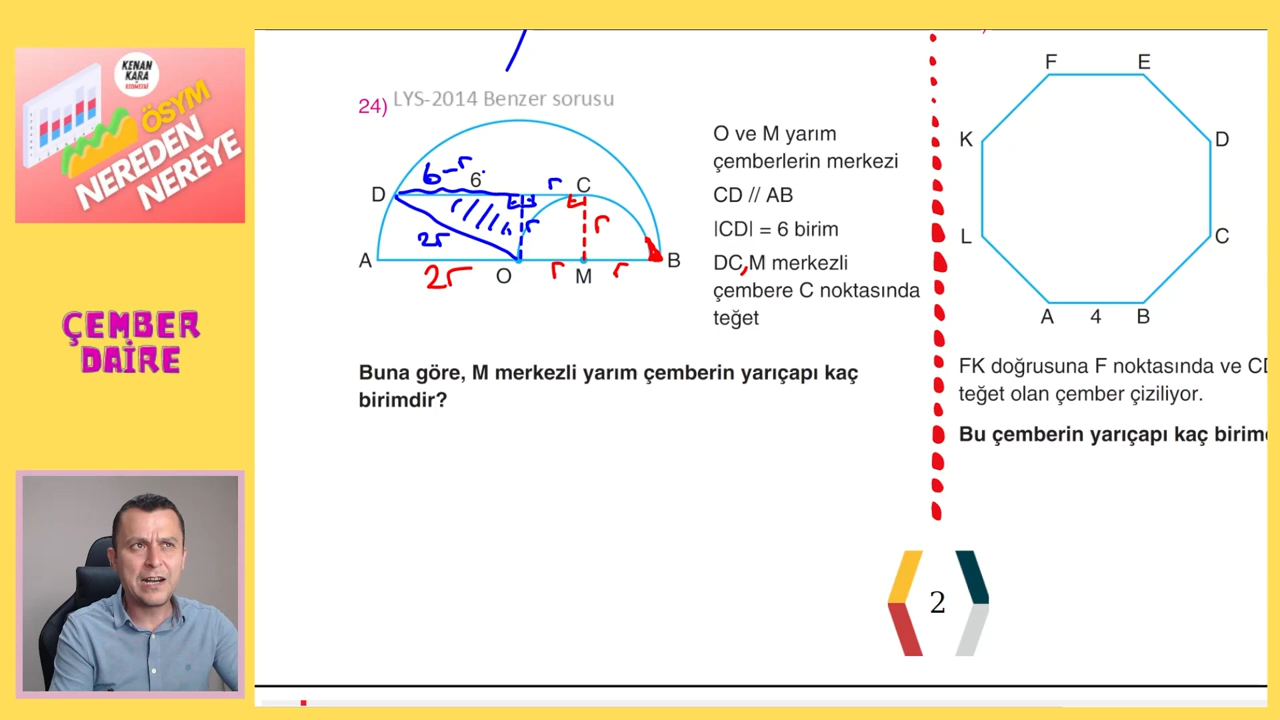 KENAN
KARA
GEOMETRİ
ÖSYM
NEREDEN
NEREYE
ÇEMBER
DAİRE
24) LYS-2014 Benzer sorusu
6-r
6
r
C
D
r
r
2r
A
2r
O
r
M
r
B
O ve M yarım
çemberlerin merkezi
CD // AB
|CD| = 6 birim
DC, M merkezli
çembere C noktasında
teğet
Buna göre, M merkezli yarım çemberin yarıçapı kaç
birimdir?
F E
K D
L C
A 4 B
FK doğrusuna F noktasında ve CD
teğet olan çember çiziliyor.
Bu çemberin yarıçapı kaç
2